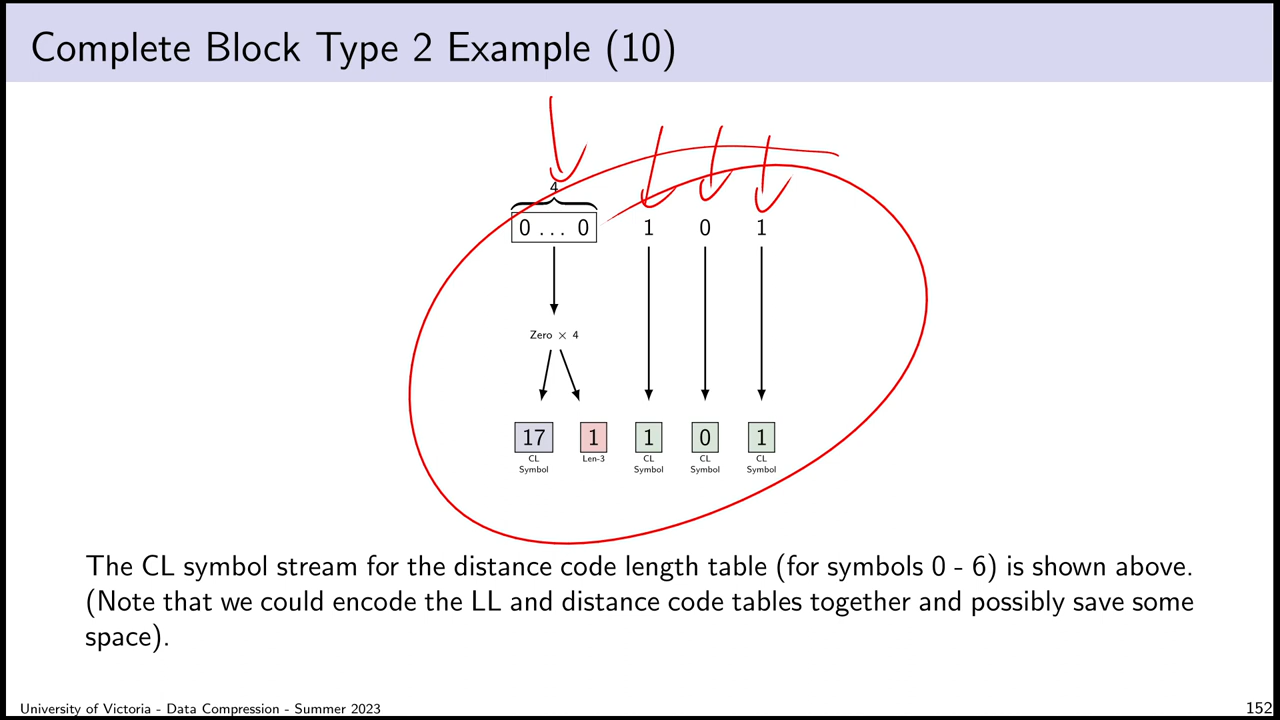 Complete Block Type 2 Example (10)
4
0 ... 0 1 0 1
Zero × 4
17 1 1 0 1
CL Symbol Len-3 CL Symbol CL Symbol CL Symbol
The CL symbol stream for the distance code length table (for symbols 0 - 6) is shown above.
(Note that we could encode the LL and distance code tables together and possibly save some
space).
University of Victoria - Data Compression - Summer 2023 152